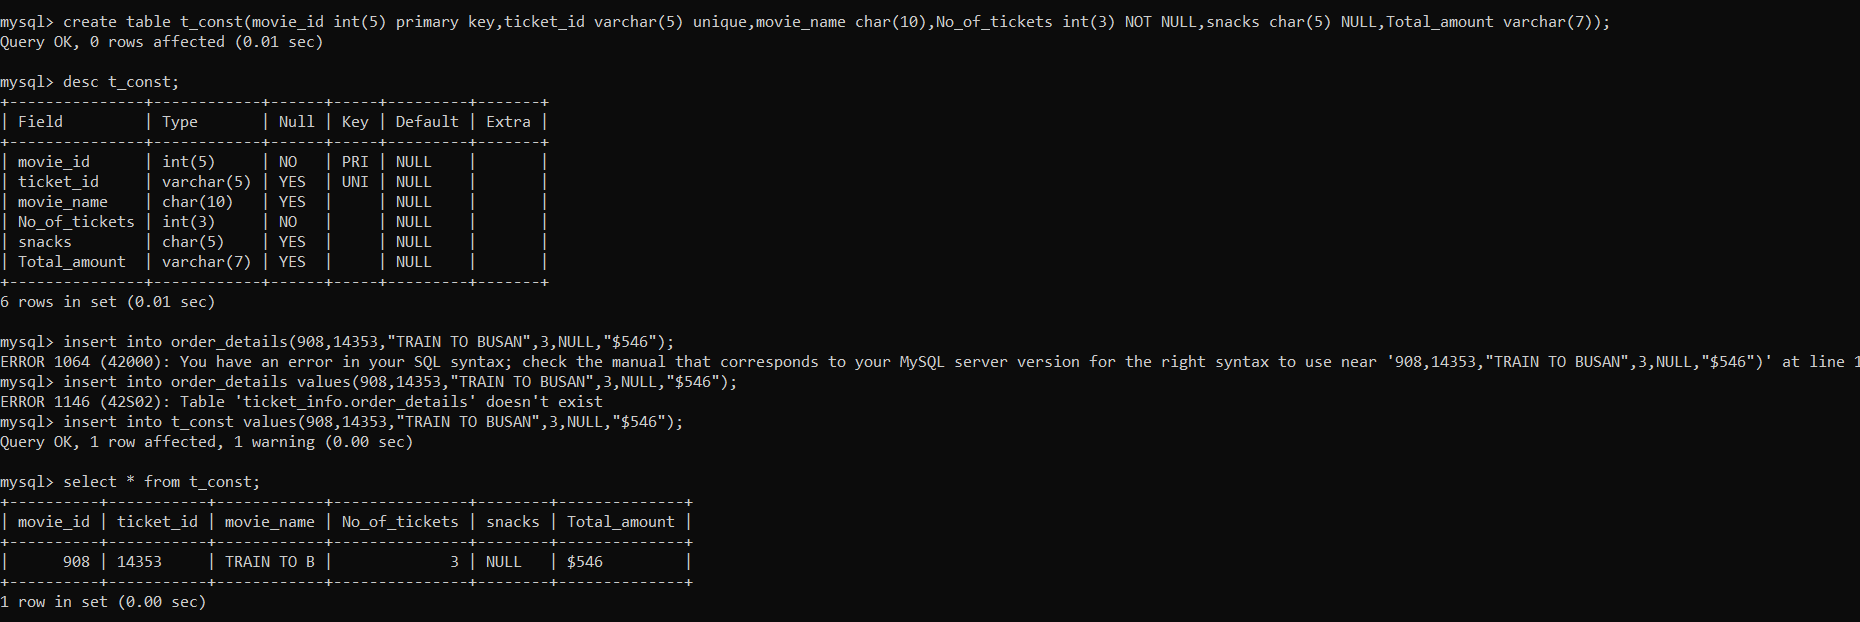 mysql> create table t_const(movie_id int(5) primary key,ticket_id varchar(5) unique,movie_name char(10),No_of_tickets int(3) NOT NULL,snacks char(5) NULL,Total_amount varchar(7));
Query OK, 0 rows affected (0.01 sec)
mysql> desc t_const;
+---------------+------------+------+-----+---------+-------+
| Field         | Type       | Null | Key | Default | Extra |
+---------------+------------+------+-----+---------+-------+
| movie_id      | int(5)     | NO   | PRI | NULL    |       |
| ticket_id     | varchar(5) | YES  | UNI | NULL    |       |
| movie_name    | char(10)   | YES  |     | NULL    |       |
| No_of_tickets | int(3)     | NO   |     | NULL    |       |
| snacks        | char(5)    | YES  |     | NULL    |       |
| Total_amount  | varchar(7) | YES  |     | NULL    |       |
+---------------+------------+------+-----+---------+-------+
6 rows in set (0.01 sec)
mysql> insert into order_details(908,14353,"TRAIN TO BUSAN",3,NULL,"$546");
ERROR 1064 (42000): You have an error in your SQL syntax; check the manual that corresponds to your MySQL server version for the right syntax to use near '908,14353,"TRAIN TO BUSAN",3,NULL,"$546")' at line 1
mysql> insert into order_details values(908,14353,"TRAIN TO BUSAN",3,NULL,"$546");
ERROR 1146 (42S02): Table 'ticket_info.order_details' doesn't exist
mysql> insert into t_const values(908,14353,"TRAIN TO BUSAN",3,NULL,"$546");
Query OK, 1 row affected, 1 warning (0.00 sec)
mysql> select * from t_const;
+----------+-----------+------------+---------------+--------+--------------+
| movie_id | ticket_id | movie_name | No_of_tickets | snacks | Total_amount |
+----------+-----------+------------+---------------+--------+--------------+
|      908 | 14353     | TRAIN TO B |             3 | NULL   | $546         |
+----------+-----------+------------+---------------+--------+--------------+
1 row in set (0.00 sec)